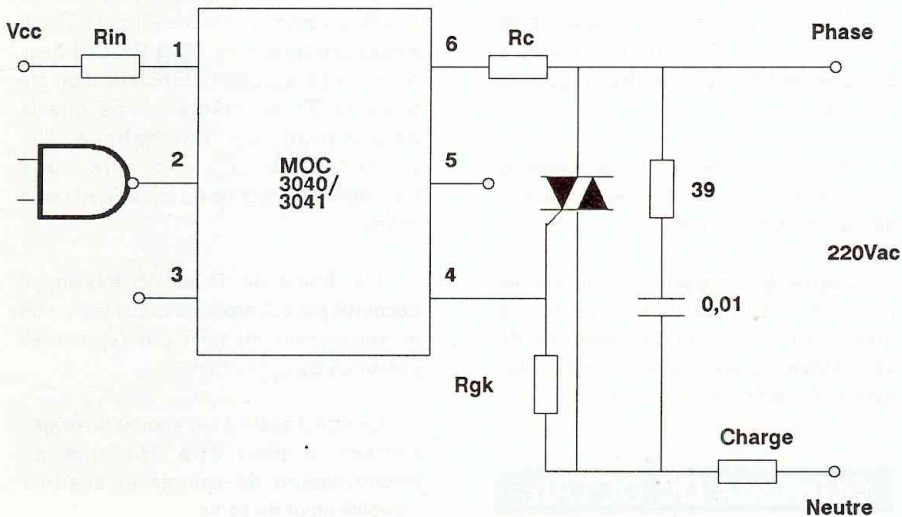 Vcc
Rin
1
6
Rc
Phase
2
MOC
3040/
3041
5
39
220Vac
3
4
0,01
Rgk
Charge
Neutre